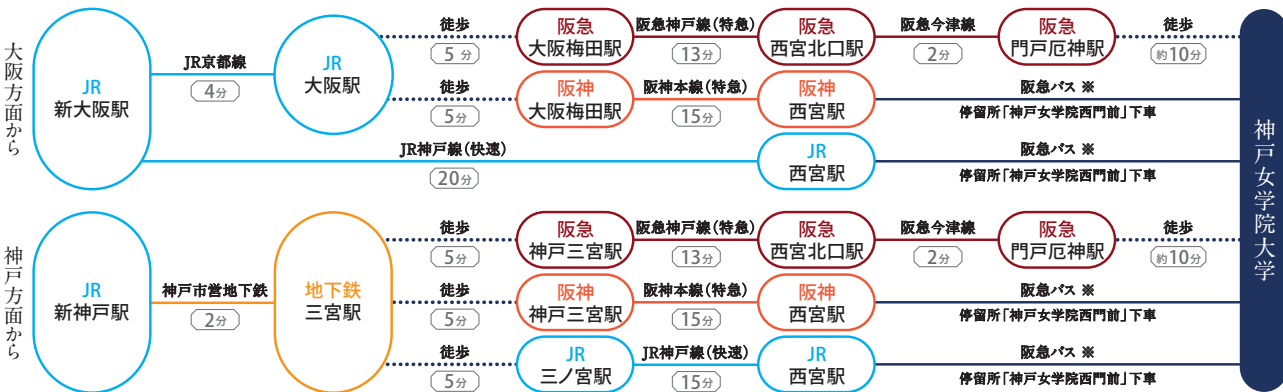 大阪方面から
JR
新大阪駅
JR京都線
4分
JR
大阪駅
徒歩
5分
阪急
大阪梅田駅
阪急神戸線(特急)
13分
阪急
西宮北口駅
阪急今津線
2分
阪急
門戸厄神駅
徒歩
約10分
徒歩
5分
阪神
大阪梅田駅
阪神本線(特急)
15分
阪神
西宮駅
阪急バス ※
停留所「神戸女学院西門前」下車
JR神戸線(快速)
20分
JR
西宮駅
阪急バス ※
停留所「神戸女学院西門前」下車
神戸方面から
JR
新神戸駅
神戸市営地下鉄
2分
地下鉄
三宮駅
徒歩
5分
阪急
神戸三宮駅
阪急神戸線(特急)
13分
阪急
西宮北口駅
阪急今津線
2分
阪急
門戸厄神駅
徒歩
約10分
徒歩
5分
阪神
神戸三宮駅
阪神本線(特急)
15分
阪神
西宮駅
阪急バス ※
停留所「神戸女学院西門前」下車
徒歩
5分
JR
三ノ宮駅
JR神戸線(快速)
15分
JR
西宮駅
阪急バス ※
停留所「神戸女学院西門前」下車
神戸女学院大学